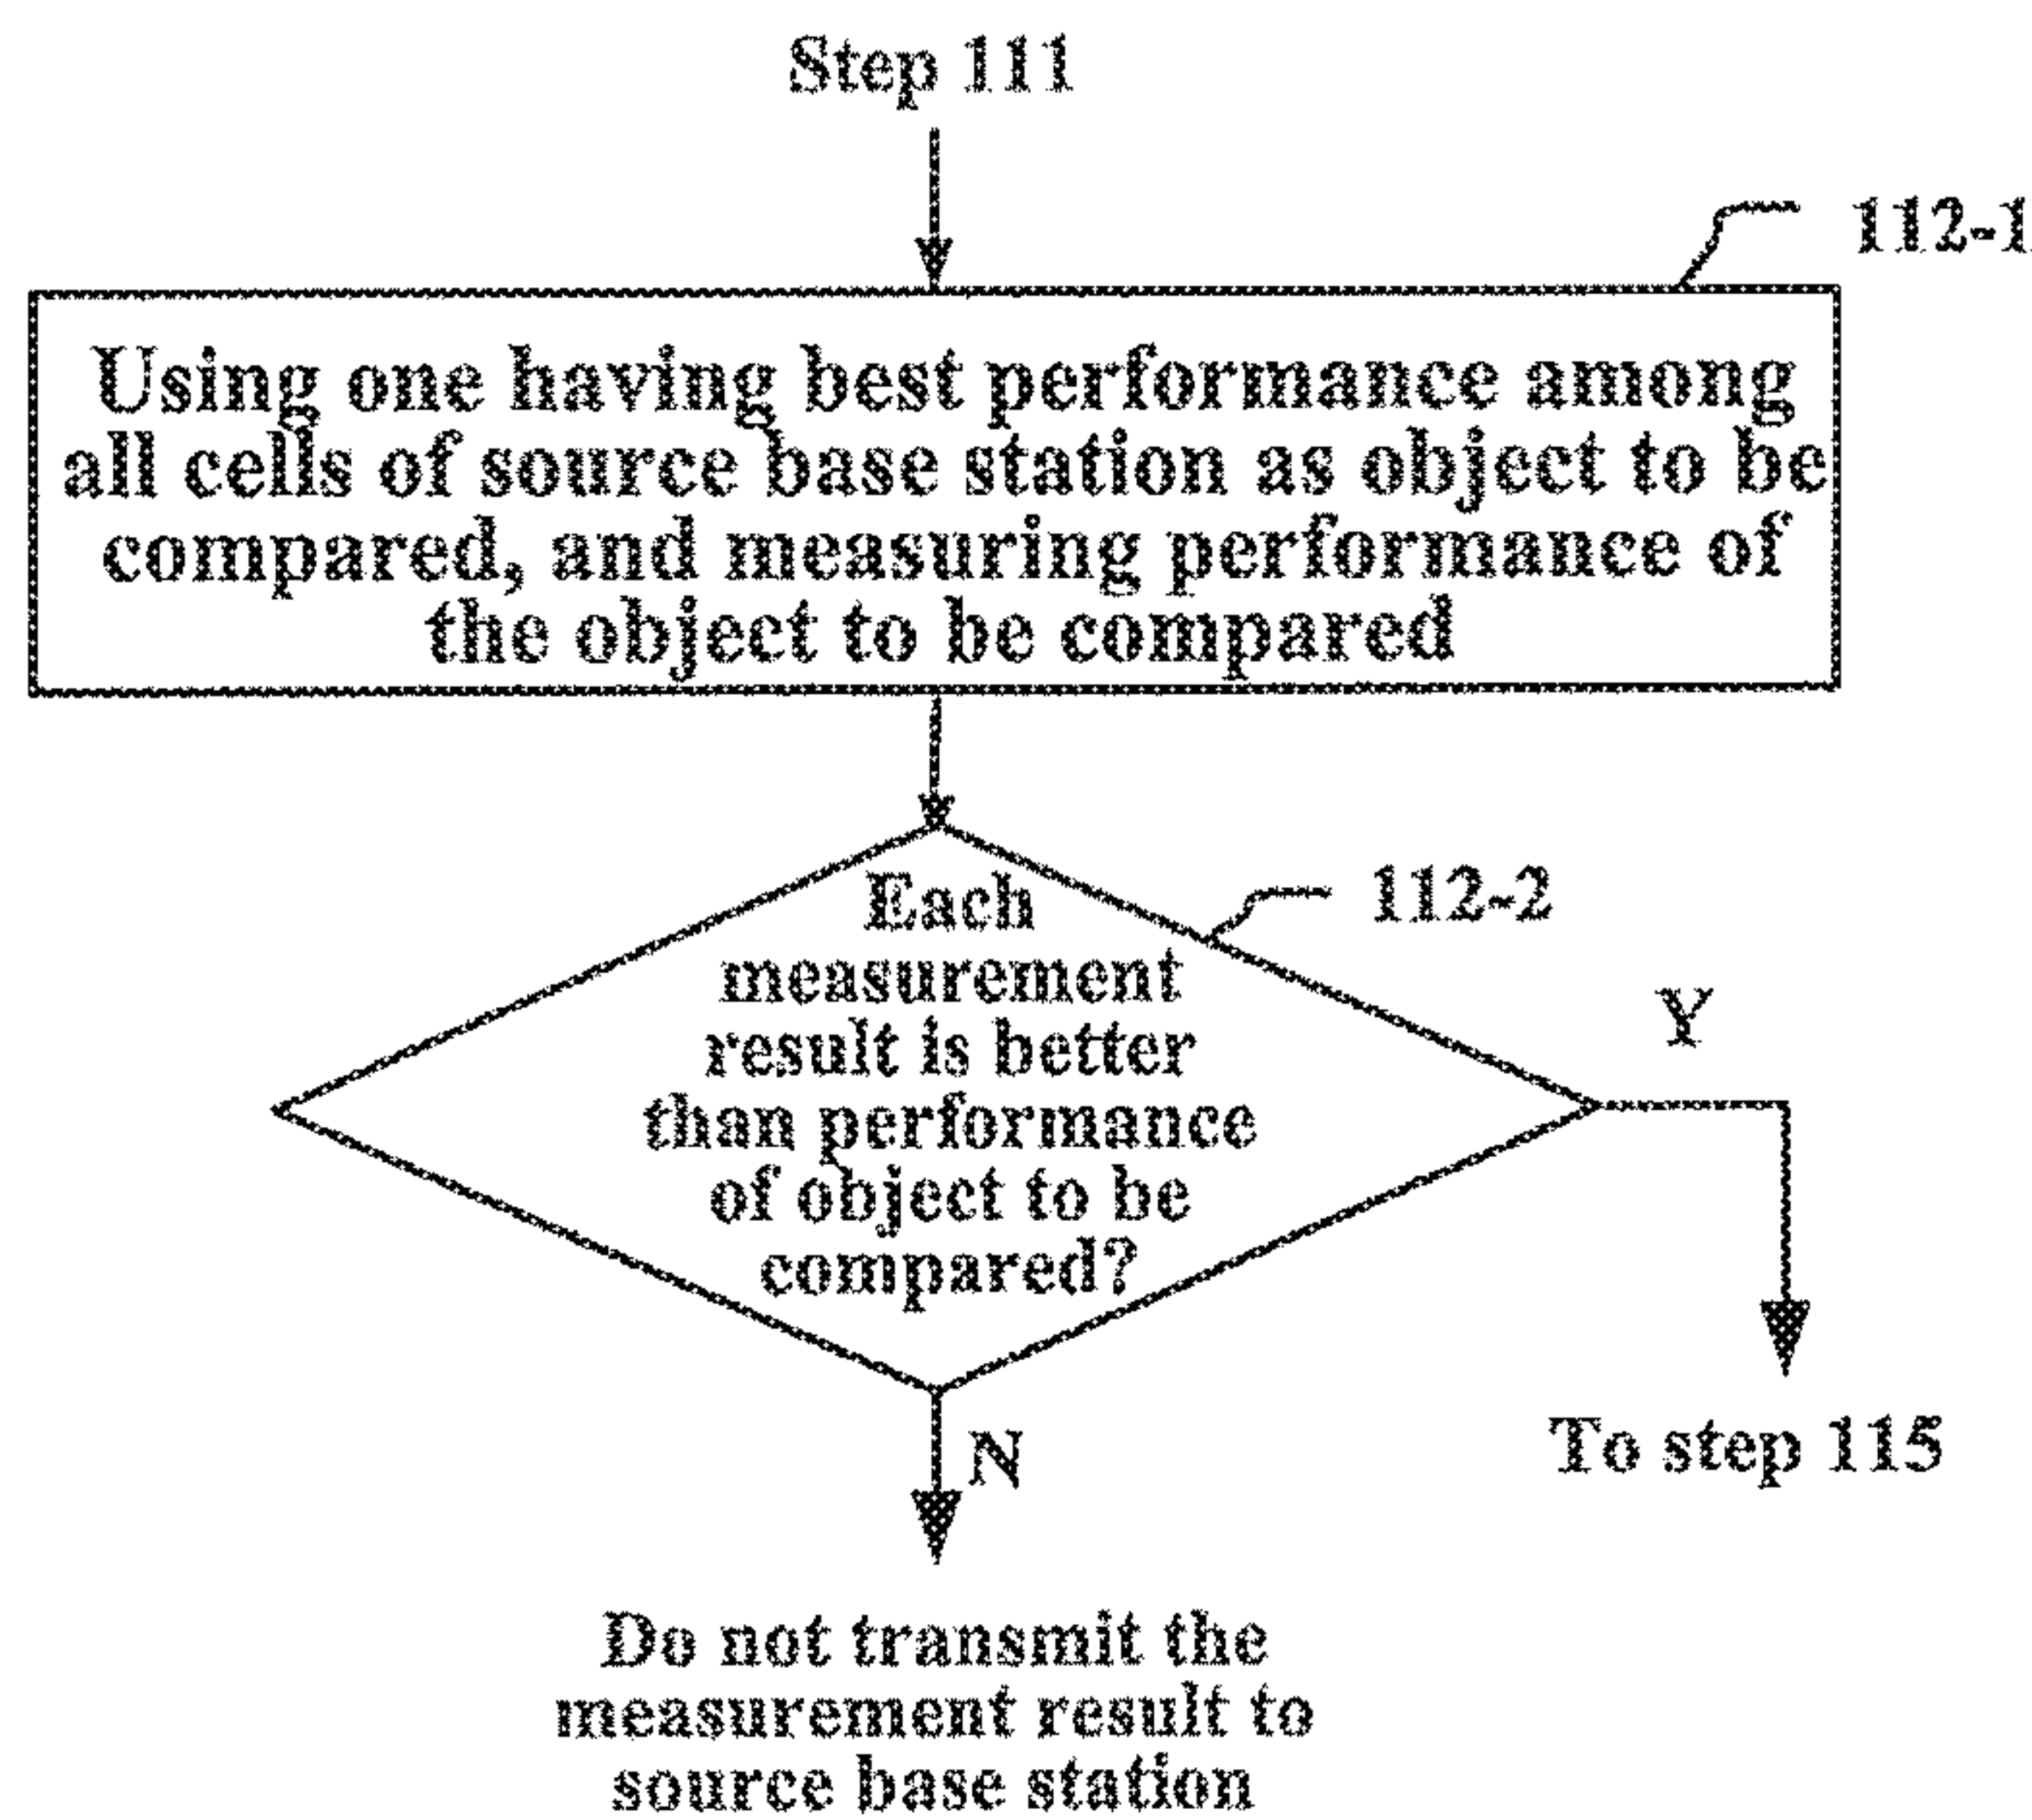 Step 111
112-1
Using one having best performance among
all cells of source base station as object to be
compared, and measuring performance of
the object to be compared
112-2
Each
measurement
result is better
than performance
of object to be
compared?
Y
N
To step 115
Do not transmit the
measurement result to
source base station